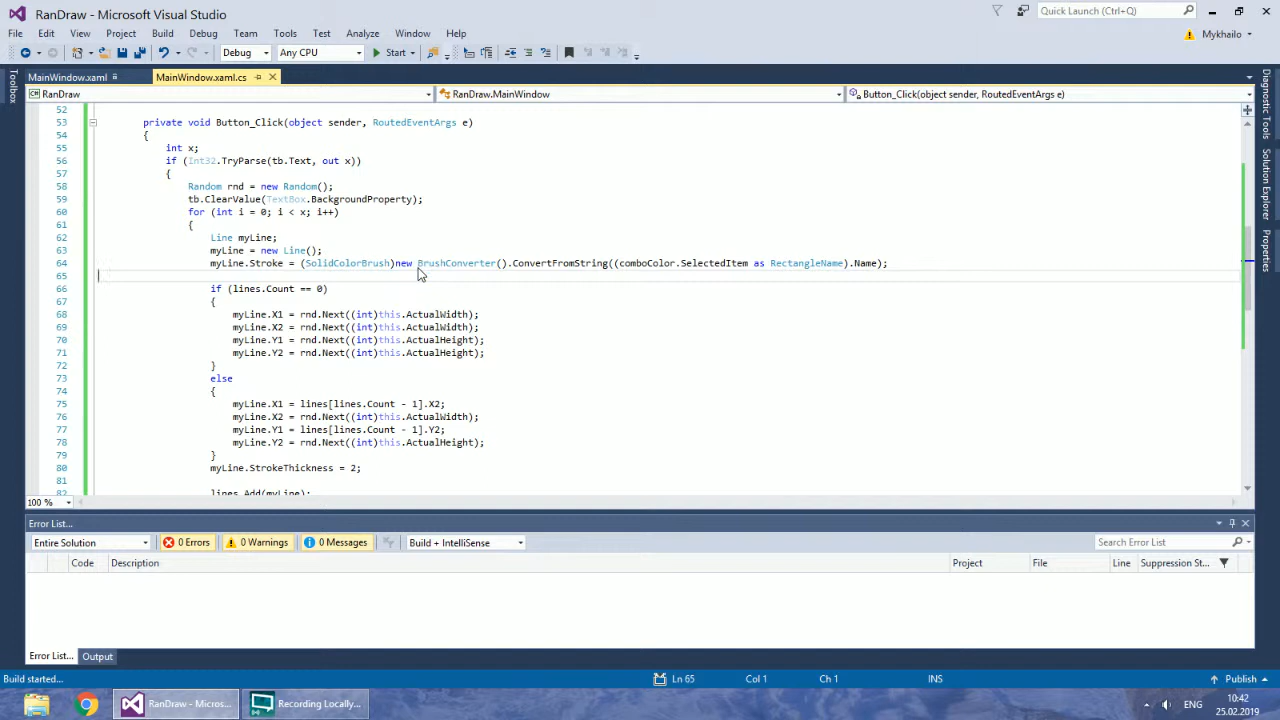 RanDraw - Microsoft Visual Studio
Quick Launch (Ctrl+Q)
File Edit View Project Build Debug Team Tools Test Analyze Window Help
Mykhailo
Debug Any CPU Start
MainWindow.xaml MainWindow.xaml.cs
RanDraw RanDraw.MainWindow Button_Click(object sender, RoutedEventArgs e)
Toolbox
Diagnostic Tools
Solution Explorer
Properties
52
53 private void Button_Click(object sender, RoutedEventArgs e)
54 {
55 int x;
56 if (Int32.TryParse(tb.Text, out x))
57 {
58 Random rnd = new Random();
59 tb.ClearValue(TextBox.BackgroundProperty);
60 for (int i = 0; i < x; i++)
61 {
62 Line myLine;
63 myLine = new Line();
64 myLine.Stroke = (SolidColorBrush)new BrushConverter().ConvertFromString((comboColor.SelectedItem as RectangleName).Name);
65
66 if (lines.Count == 0)
67 {
68 myLine.X1 = rnd.Next((int)this.ActualWidth);
69 myLine.X2 = rnd.Next((int)this.ActualWidth);
70 myLine.Y1 = rnd.Next((int)this.ActualHeight);
71 myLine.Y2 = rnd.Next((int)this.ActualHeight);
72 }
73 else
74 {
75 myLine.X1 = lines[lines.Count - 1].X2;
76 myLine.X2 = rnd.Next((int)this.ActualWidth);
77 myLine.Y1 = lines[lines.Count - 1].Y2;
78 myLine.Y2 = rnd.Next((int)this.ActualHeight);
79 }
80 myLine.StrokeThickness = 2;
81
82 lines.Add(myLine);
100 %
Error List...
Entire Solution 0 Errors 0 Warnings 0 Messages Build + IntelliSense Search Error List
Code Description Project File Line Suppression St...
Error List... Output
Build started... Ln 65 Col 1 Ch 1 INS Publish
RanDraw - Micros... Recording Locally... ENG 10:42
25.02.2019